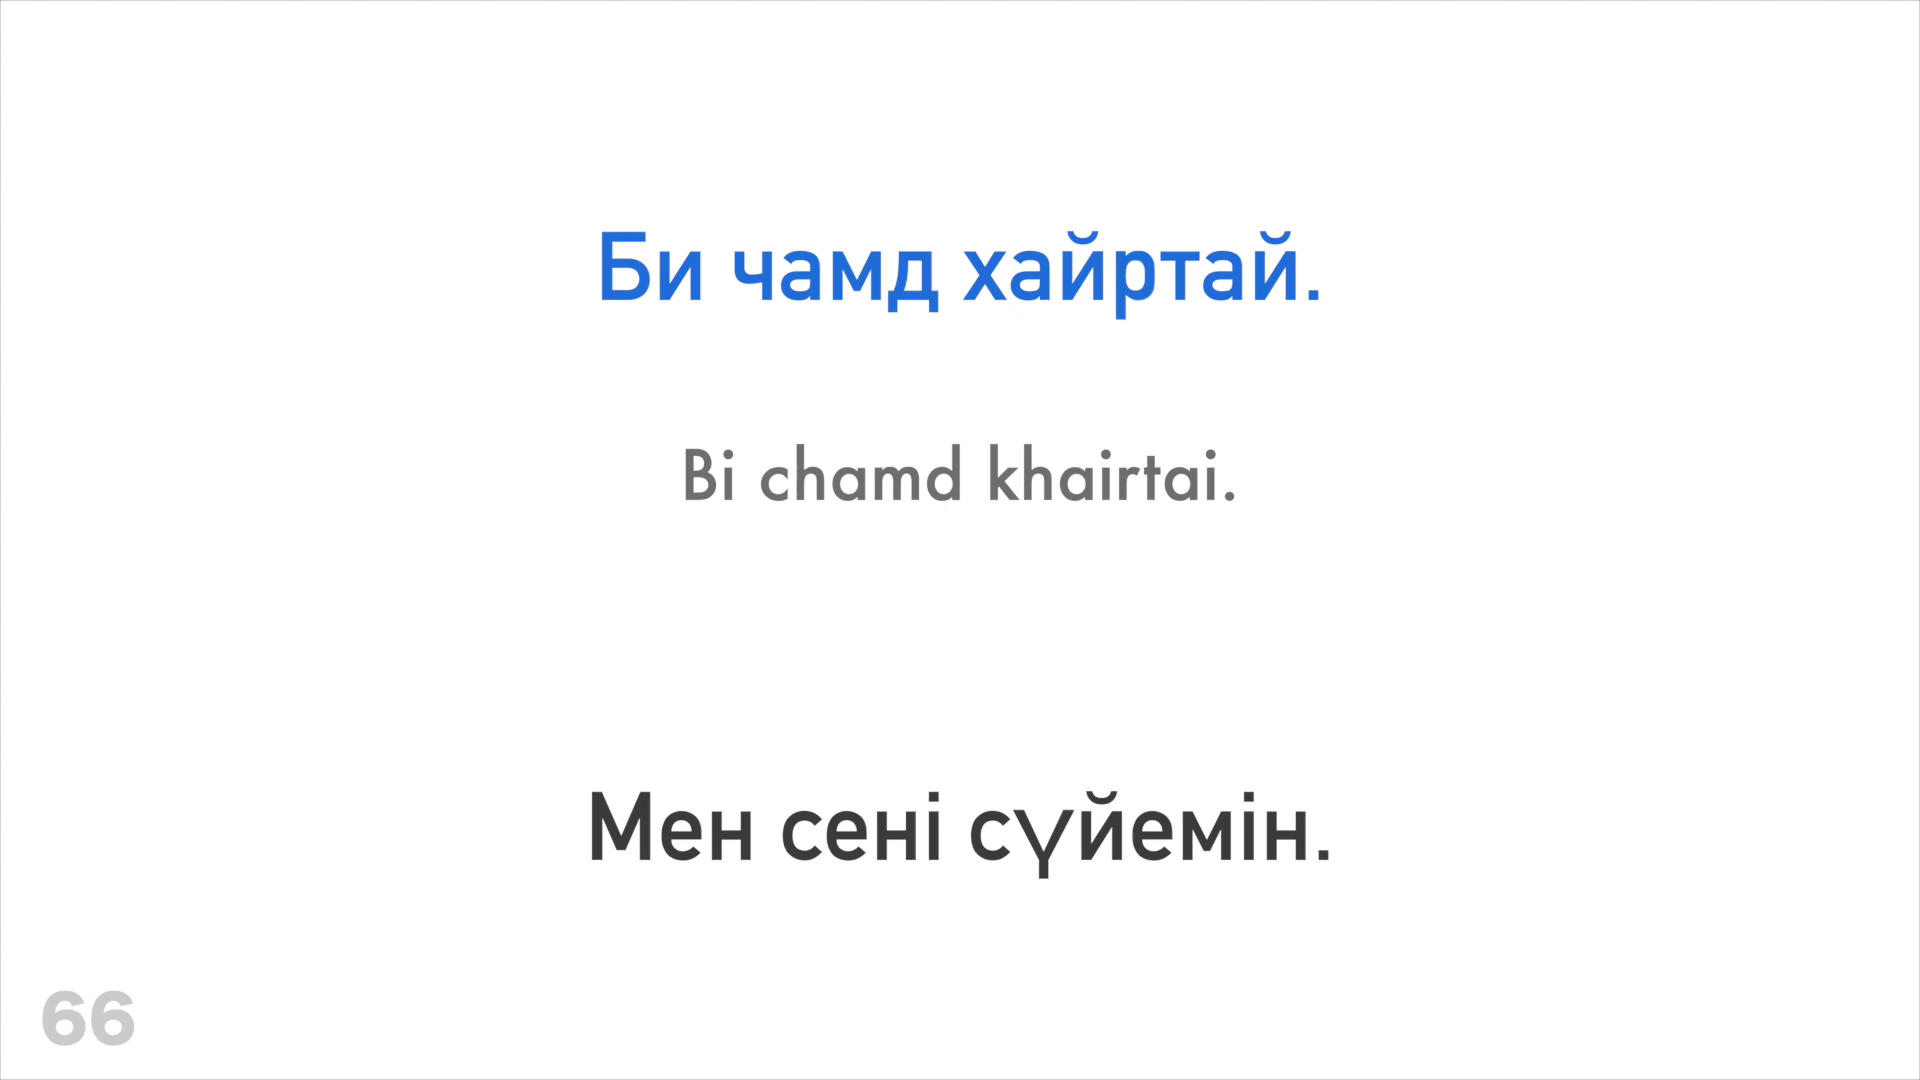 Би чамд хайртай.
Bi chamd khairtai.
Мен сені сүйемін.
66